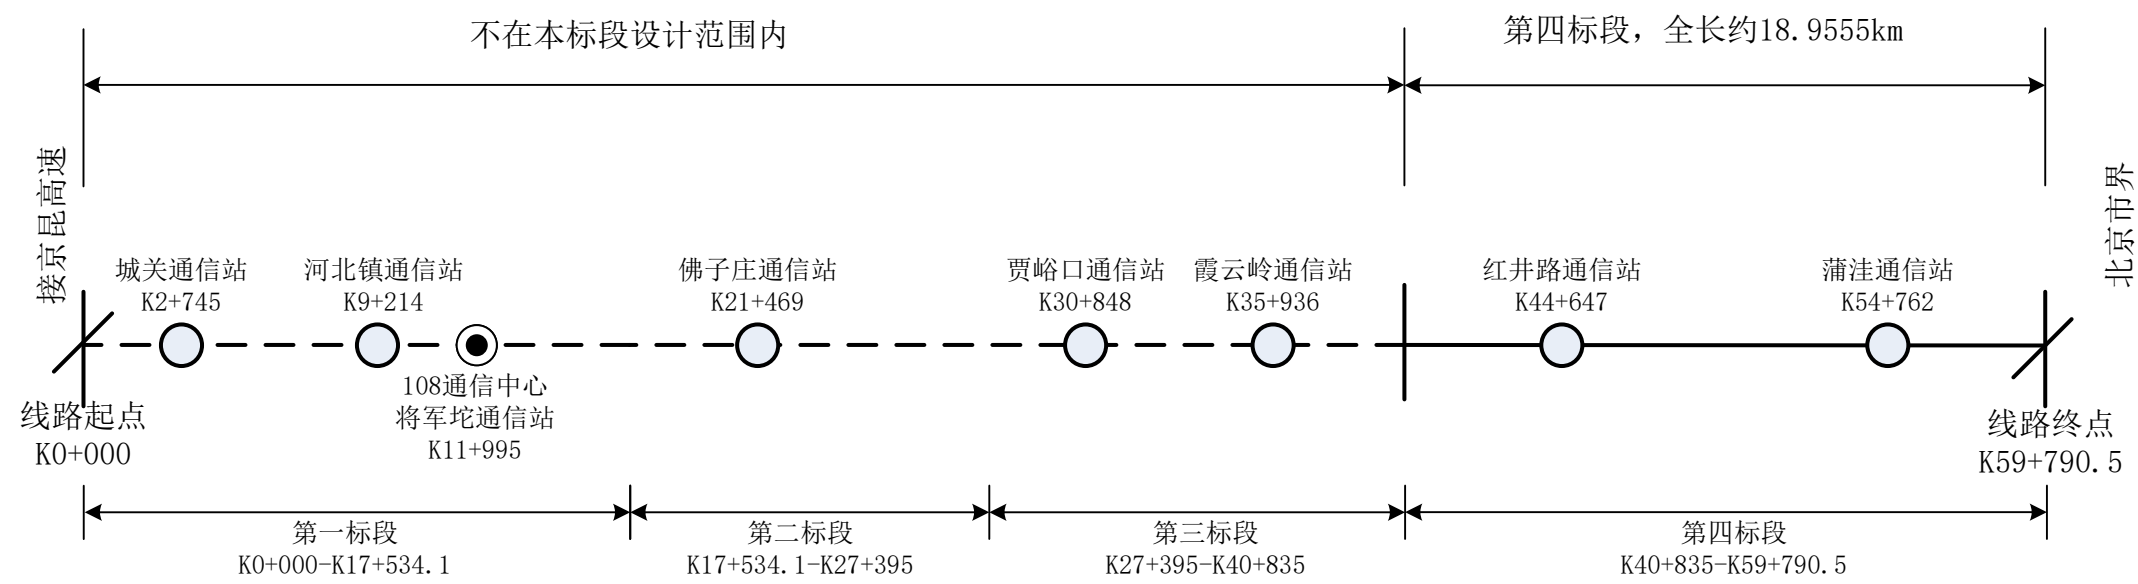 不在本标段设计范围内
第四标段，全长约18.9555km
接京昆高速
北京市界
城关通信站
K2+745
河北镇通信站
K9+214
佛子庄通信站
K21+469
贾峪口通信站
K30+848
霞云岭通信站
K35+936
红井路通信站
K44+647
蒲洼通信站
K54+762
108通信中心
将军坨通信站
K11+995
线路起点
K0+000
线路终点
K59+790.5
第一标段
K0+000-K17+534.1
第二标段
K17+534.1-K27+395
第三标段
K27+395-K40+835
第四标段
K40+835-K59+790.5